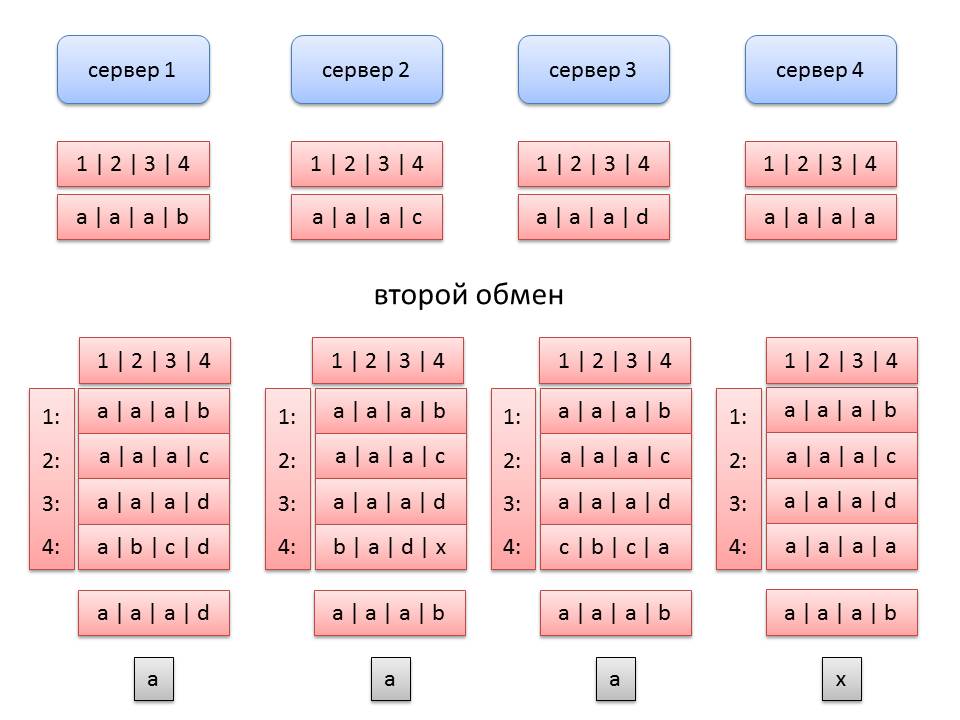 сервер 1 сервер 2 сервер 3 сервер 4
1 | 2 | 3 | 4 1 | 2 | 3 | 4 1 | 2 | 3 | 4 1 | 2 | 3 | 4
a | a | a | b a | a | a | c a | a | a | d a | a | a | a
второй обмен
1 | 2 | 3 | 4 1 | 2 | 3 | 4 1 | 2 | 3 | 4 1 | 2 | 3 | 4
1: a | a | a | b 1: a | a | a | b 1: a | a | a | b 1: a | a | a | b
2: a | a | a | c 2: a | a | a | c 2: a | a | a | c 2: a | a | a | c
3: a | a | a | d 3: a | a | a | d 3: a | a | a | d 3: a | a | a | d
4: a | b | c | d 4: b | a | d | x 4: c | b | c | a 4: a | a | a | a
a | a | a | d a | a | a | b a | a | a | b a | a | a | b
a a a x